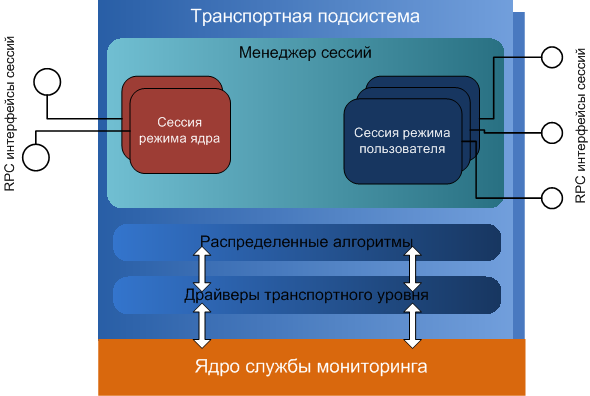 Транспортная подсистема
Менеджер сессий
RPC интерфейсы сессий
Сессия
режима ядра
Сессия режима
пользователя
RPC интерфейсы сессий
Распределенные алгоритмы
Драйверы транспортного уровня
Ядро службы мониторинга